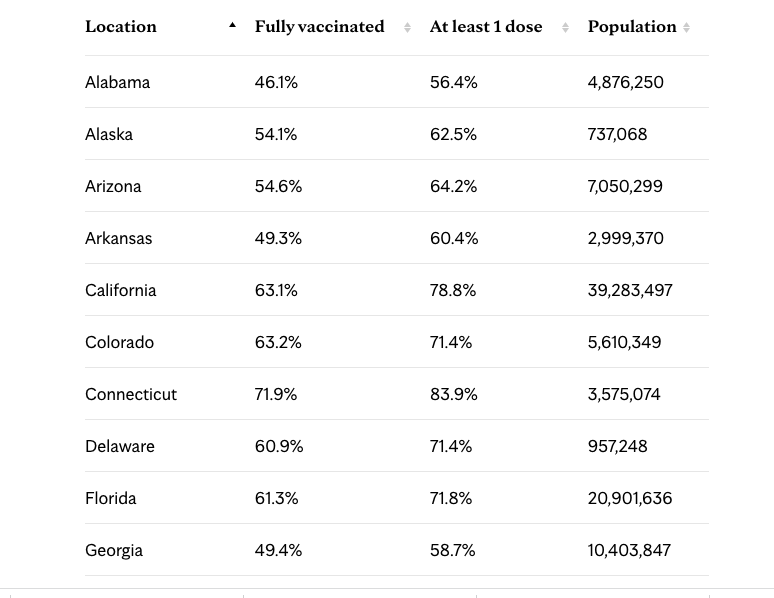 Location Fully vaccinated At least 1 dose Population
Alabama 46.1% 56.4% 4,876,250
Alaska 54.1% 62.5% 737,068
Arizona 54.6% 64.2% 7,050,299
Arkansas 49.3% 60.4% 2,999,370
California 63.1% 78.8% 39,283,497
Colorado 63.2% 71.4% 5,610,349
Connecticut 71.9% 83.9% 3,575,074
Delaware 60.9% 71.4% 957,248
Florida 61.3% 71.8% 20,901,636
Georgia 49.4% 58.7% 10,403,847